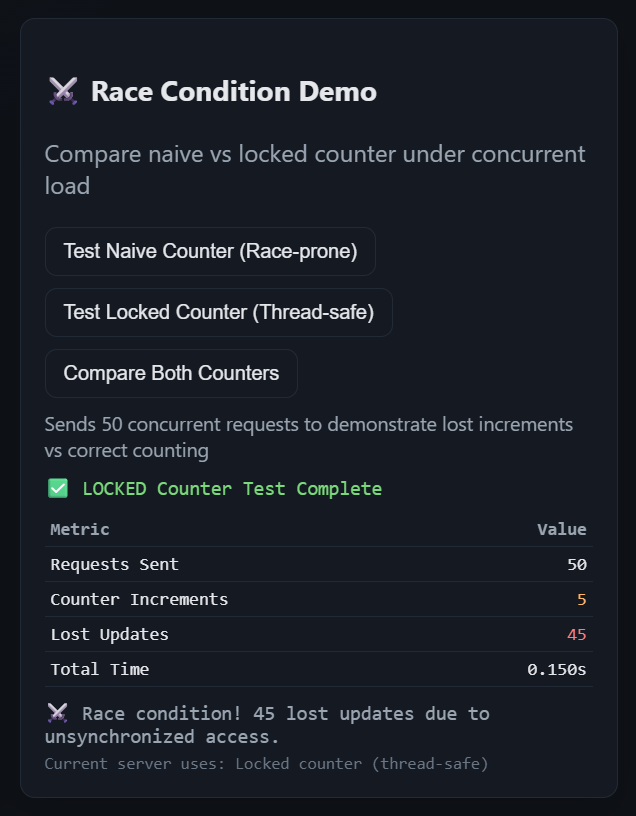 ⚔️ Race Condition Demo
Compare naive vs locked counter under concurrent
load
Test Naive Counter (Race-prone)
Test Locked Counter (Thread-safe)
Compare Both Counters
Sends 50 concurrent requests to demonstrate lost increments
vs correct counting
✅ LOCKED Counter Test Complete
Metric Value
Requests Sent 50
Counter Increments 5
Lost Updates 45
Total Time 0.150s
⚔️ Race condition! 45 lost updates due to
unsynchronized access.
Current server uses: Locked counter (thread-safe)